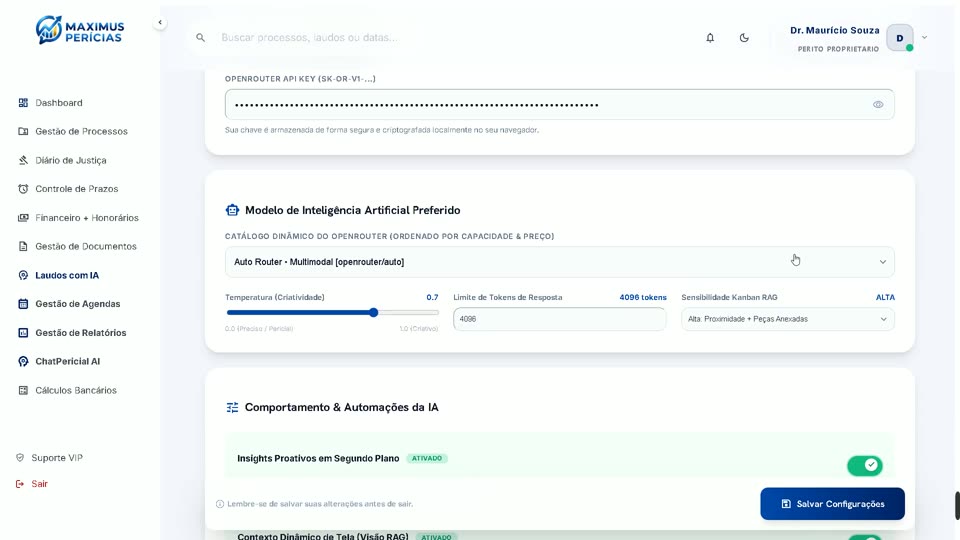 MAXIMUS
PERÍCIAS
Buscar processos, laudos ou datas...
Dr. Maurício Souza
PERITO PROPRIETARIO
D
Dashboard
Gestão de Processos
Diário de Justiça
Controle de Prazos
Financeiro + Honorários
Gestão de Documentos
Laudos com IA
Gestão de Agendas
Gestão de Relatórios
ChatPericial AI
Cálculos Bancários
Suporte VIP
Sair
OPENROUTER API KEY (SK-OR-V1-...)
Sua chave é armazenada de forma segura e criptografada localmente no seu navegador.
Modelo de Inteligência Artificial Preferido
CATÁLOGO DINÂMICO DO OPENROUTER (ORDENADO POR CAPACIDADE & PREÇO)
Auto Router • Multimodal [openrouter/auto]
Temperatura (Criatividade) 0.7
0.0 (Preciso / Pericial) 1.0 (Criativo)
Limite de Tokens de Resposta 4096 tokens
4096
Sensibilidade Kanban RAG ALTA
Alta: Proximidade + Peças Anexadas
Comportamento & Automações da IA
Insights Proativos em Segundo Plano ATIVADO
Lembre-se de salvar suas alterações antes de sair.
Salvar Configurações
Contexto Dinâmico de Tela (Visão RAG) ATIVADO